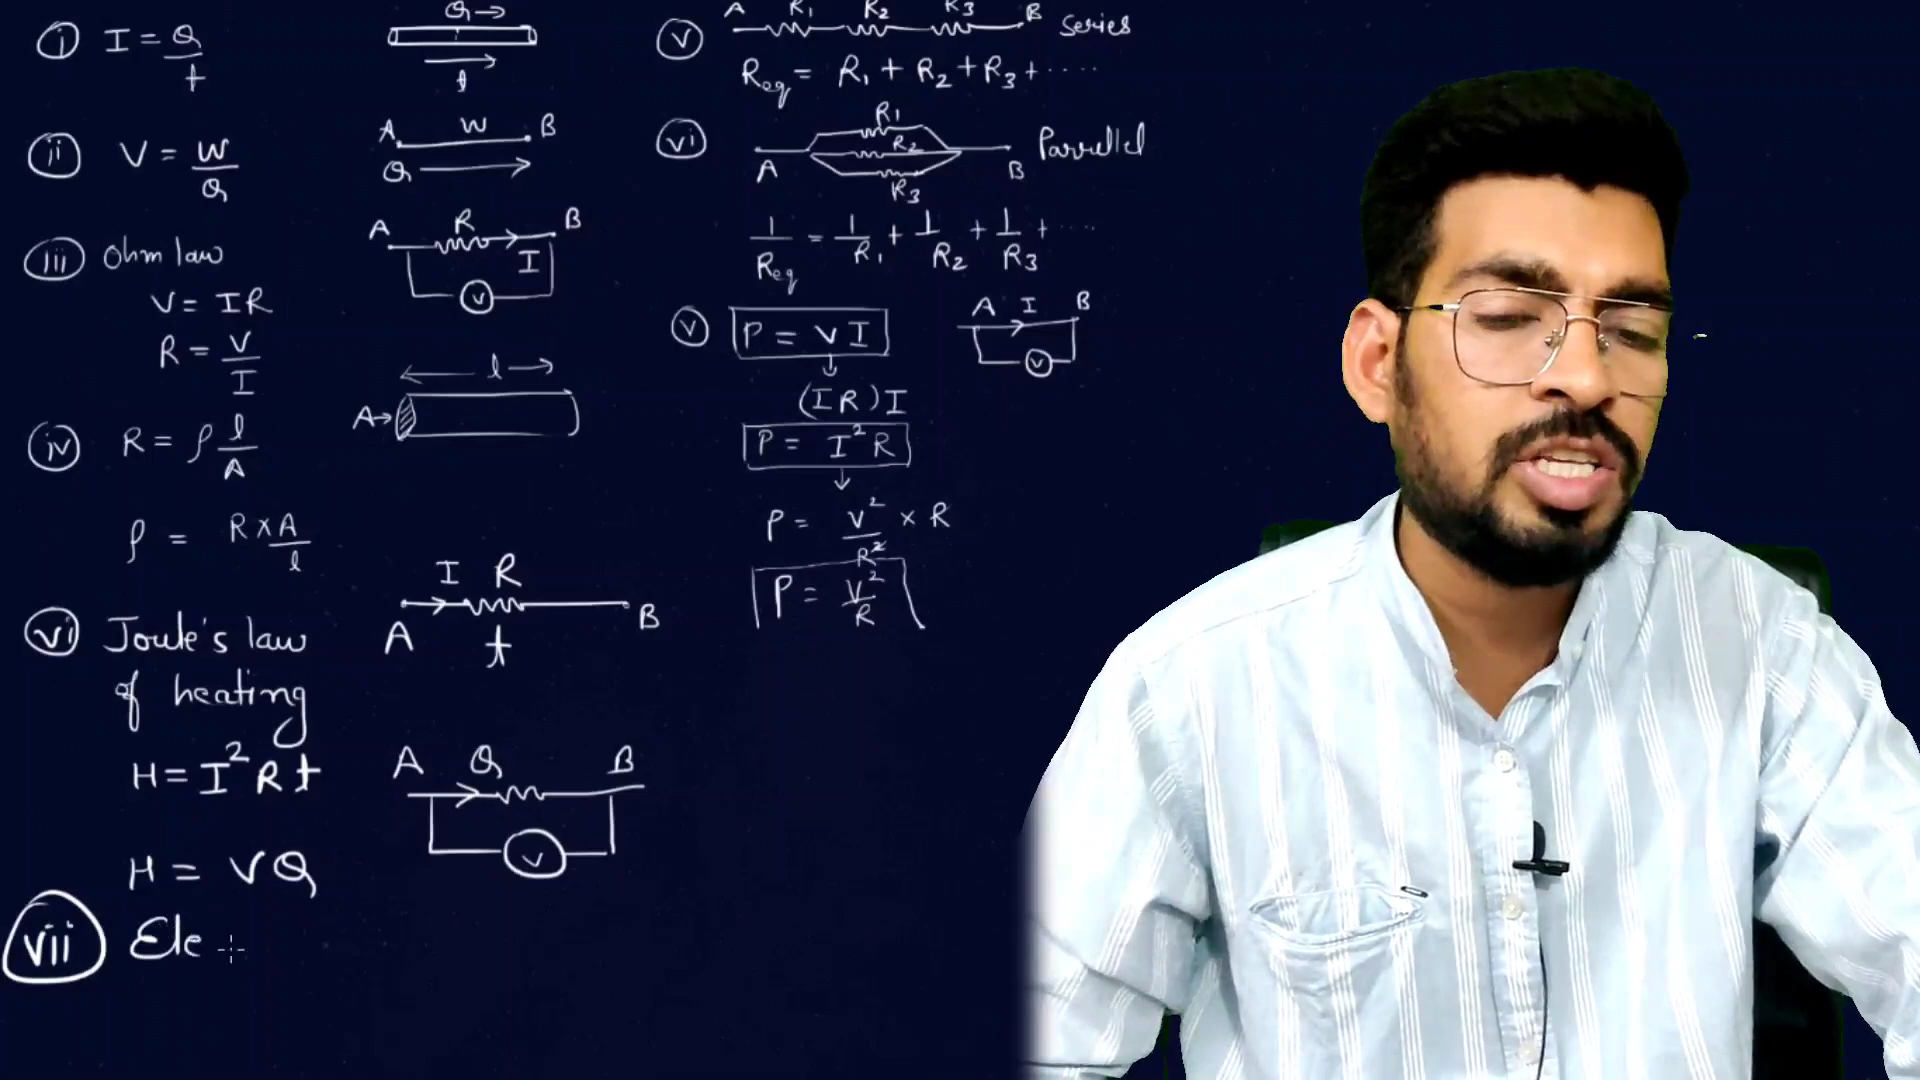 i I = Q/t
Q →
t
ii V = W/Q
A W B
Q
iii Ohm law
V = IR
R = V/I
A R B
I
V
iv R = ρ l/A
ρ = R × A/l
l
A →
vi Joule's law
of heating
H = I² R t
I R
A t B
H = VQ
A Q B
V
vii Ele
v A R₁ R₂ R₃ B Series
Req = R₁ + R₂ + R₃ + .....
vi R₁
R₂
R₃
A B Parrellel
1/Req = 1/R₁ + 1/R₂ + 1/R₃ + .....
v P = VI
A I B
V
(IR)I
P = I²R
P = V²/R² × R
P = V²/R